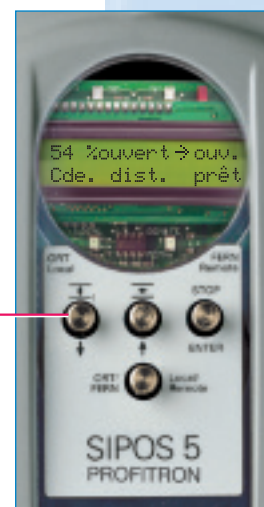 54 %ouvert→ouv.
Cde. dist. prêt
ORT FERN
Local Remote
STOP
ENTER
ORT/ Local/
FERN Remote
SIPOS 5
PROFITRON